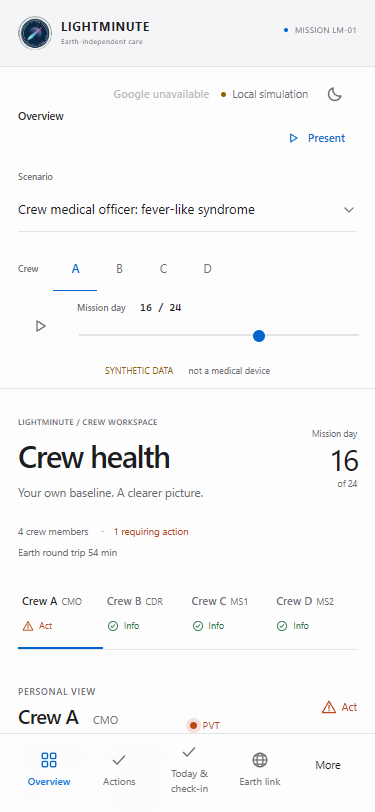 LIGHTMINUTE
Earth-independent care
MISSION LM-01
Google unavailable
Local simulation
Overview
Present
Scenario
Crew medical officer: fever-like syndrome
Crew A B C D
Mission day 16 / 24
SYNTHETIC DATA not a medical device
LIGHTMINUTE / CREW WORKSPACE
Mission day
Crew health
16
of 24
Your own baseline. A clearer picture.
4 crew members · 1 requiring action
Earth round trip 54 min
Crew A CMO Crew B CDR Crew C MS1 Crew D MS2
Act Info Info Info
PERSONAL VIEW
Act
Crew A CMO
PVT
Overview
Actions
Today &
check-in
Earth link
More